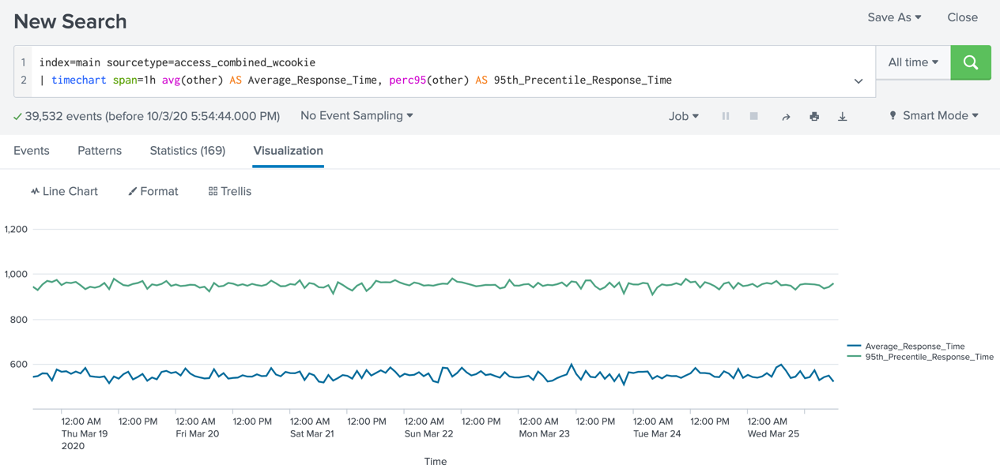 New Search
Save As
Close
1 index=main sourcetype=access_combined_wcookie
2 | timechart span=1h avg(other) AS Average_Response_Time, perc95(other) AS 95th_Precentile_Response_Time
All time
39,532 events (before 10/3/20 5:54:44.000 PM)
No Event Sampling
Job
Smart Mode
Events
Patterns
Statistics (169)
Visualization
Line Chart
Format
Trellis
1,200
1,000
800
600
Average_Response_Time
95th_Precentile_Response_Time
12:00 AM 12:00 PM 12:00 AM 12:00 PM 12:00 AM 12:00 PM 12:00 AM 12:00 PM 12:00 AM 12:00 PM 12:00 AM 12:00 PM 12:00 AM
Thu Mar 19 Fri Mar 20 Sat Mar 21 Sun Mar 22 Mon Mar 23 Tue Mar 24 Wed Mar 25
2020
Time